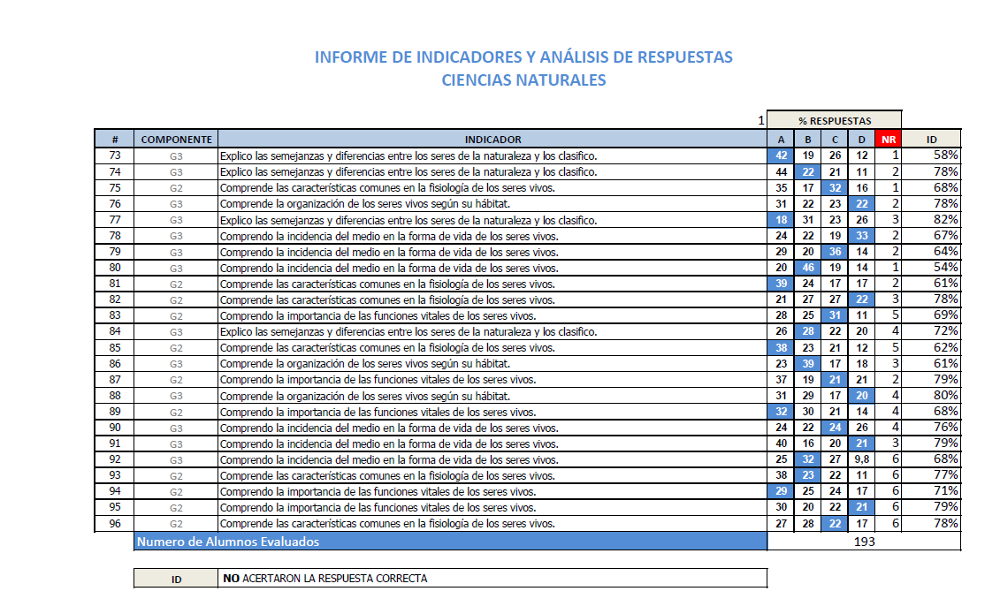 INFORME DE INDICADORES Y ANÁLISIS DE RESPUESTAS
CIENCIAS NATURALES
1 % RESPUESTAS
# COMPONENTE INDICADOR A B C D NR ID
73 G3 Explico las semejanzas y diferencias entre los seres de la naturaleza y los clasifico. 42 19 26 12 1 58%
74 G3 Explico las semejanzas y diferencias entre los seres de la naturaleza y los clasifico. 44 22 21 11 2 78%
75 G2 Comprende las características comunes en la fisiología de los seres vivos. 35 17 32 16 1 68%
76 G3 Comprende la organización de los seres vivos según su hábitat. 31 22 23 22 2 78%
77 G3 Explico las semejanzas y diferencias entre los seres de la naturaleza y los clasifico. 18 31 23 26 3 82%
78 G3 Comprendo la incidencia del medio en la forma de vida de los seres vivos. 24 22 19 33 2 67%
79 G3 Comprendo la incidencia del medio en la forma de vida de los seres vivos. 29 20 36 14 2 64%
80 G3 Comprendo la incidencia del medio en la forma de vida de los seres vivos. 20 46 19 14 1 54%
81 G2 Comprende las características comunes en la fisiología de los seres vivos. 39 24 17 17 2 61%
82 G2 Comprende las características comunes en la fisiología de los seres vivos. 21 27 27 22 3 78%
83 G2 Comprendo la importancia de las funciones vitales de los seres vivos. 28 25 31 11 5 69%
84 G3 Explico las semejanzas y diferencias entre los seres de la naturaleza y los clasifico. 26 28 22 20 4 72%
85 G2 Comprende las características comunes en la fisiología de los seres vivos. 38 23 21 12 5 62%
86 G3 Comprende la organización de los seres vivos según su hábitat. 23 39 17 18 3 61%
87 G2 Comprendo la importancia de las funciones vitales de los seres vivos. 37 19 21 21 2 79%
88 G3 Comprende la organización de los seres vivos según su hábitat. 31 29 17 20 4 80%
89 G2 Comprendo la importancia de las funciones vitales de los seres vivos. 32 30 21 14 4 68%
90 G3 Comprendo la incidencia del medio en la forma de vida de los seres vivos. 24 22 24 26 4 76%
91 G3 Comprendo la incidencia del medio en la forma de vida de los seres vivos. 40 16 20 21 3 79%
92 G3 Comprendo la incidencia del medio en la forma de vida de los seres vivos. 25 32 27 9,8 6 68%
93 G2 Comprende las características comunes en la fisiología de los seres vivos. 38 23 22 11 6 77%
94 G2 Comprendo la importancia de las funciones vitales de los seres vivos. 29 25 24 17 6 71%
95 G2 Comprendo la importancia de las funciones vitales de los seres vivos. 30 20 22 21 6 79%
96 G2 Comprende las características comunes en la fisiología de los seres vivos. 27 28 22 17 6 78%
Numero de Alumnos Evaluados 193
ID NO ACERTARON LA RESPUESTA CORRECTA